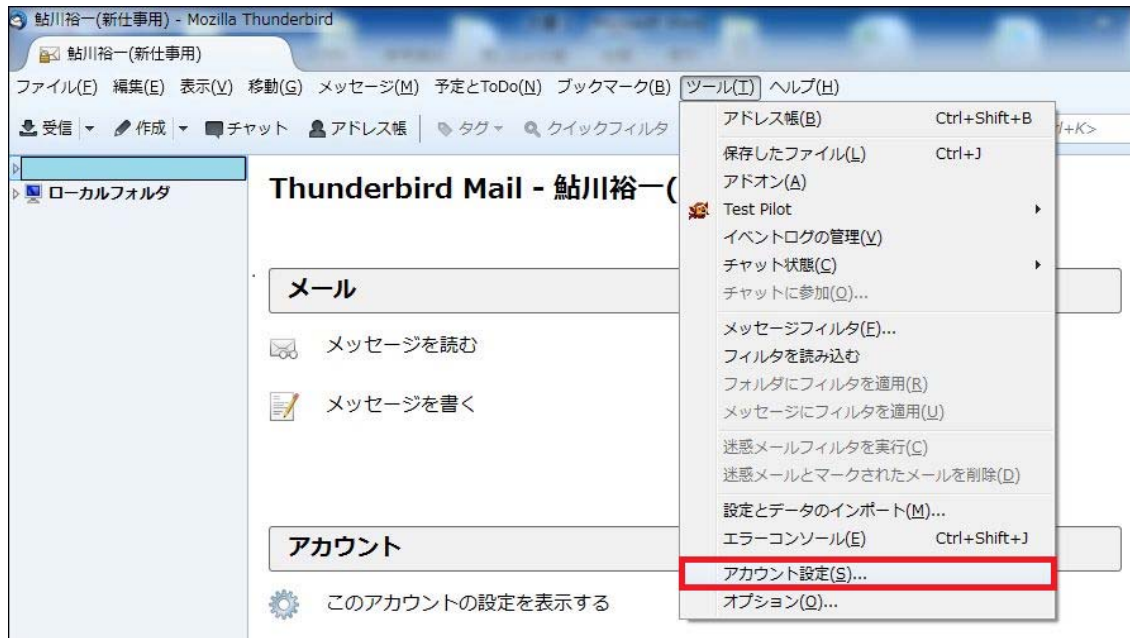 鮎川裕一(新仕事用) - Mozilla Thunderbird
鮎川裕一(新仕事用)
ファイル(F) 編集(E) 表示(V) 移動(G) メッセージ(M) 予定とToDo(N) ブックマーク(B) ツール(T) ヘルプ(H)
受信 作成 チャット アドレス帳 タグ クイックフィルタ
ローカルフォルダ
Thunderbird Mail - 鮎川裕一(
メール
メッセージを読む
メッセージを書く
アカウント
このアカウントの設定を表示する
アドレス帳(B) Ctrl+Shift+B
保存したファイル(L) Ctrl+J
アドオン(A)
Test Pilot
イベントログの管理(V)
チャット状態(C)
チャットに参加(O)...
メッセージフィルタ(F)...
フィルタを読み込む
フォルダにフィルタを適用(R)
メッセージにフィルタを適用(U)
迷惑メールフィルタを実行(C)
迷惑メールとマークされたメールを削除(D)
設定とデータのインポート(M)...
エラーコンソール(E) Ctrl+Shift+J
アカウント設定(S)...
オプション(O)...